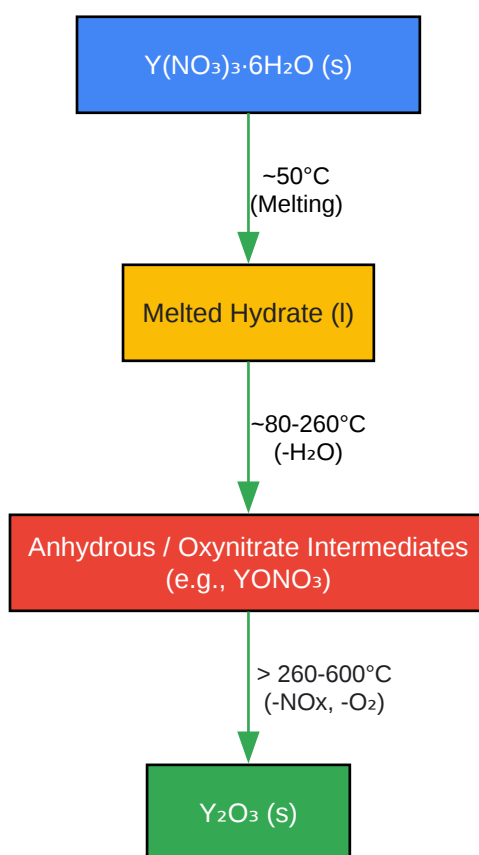 Y(NO₃)₃·6H₂O (s)
~50°C
(Melting)
Melted Hydrate (l)
~80-260°C
(-H₂O)
Anhydrous / Oxynitrate Intermediates
(e.g., YONO₃)
> 260-600°C
(-NOx, -O₂)
Y₂O₃ (s)